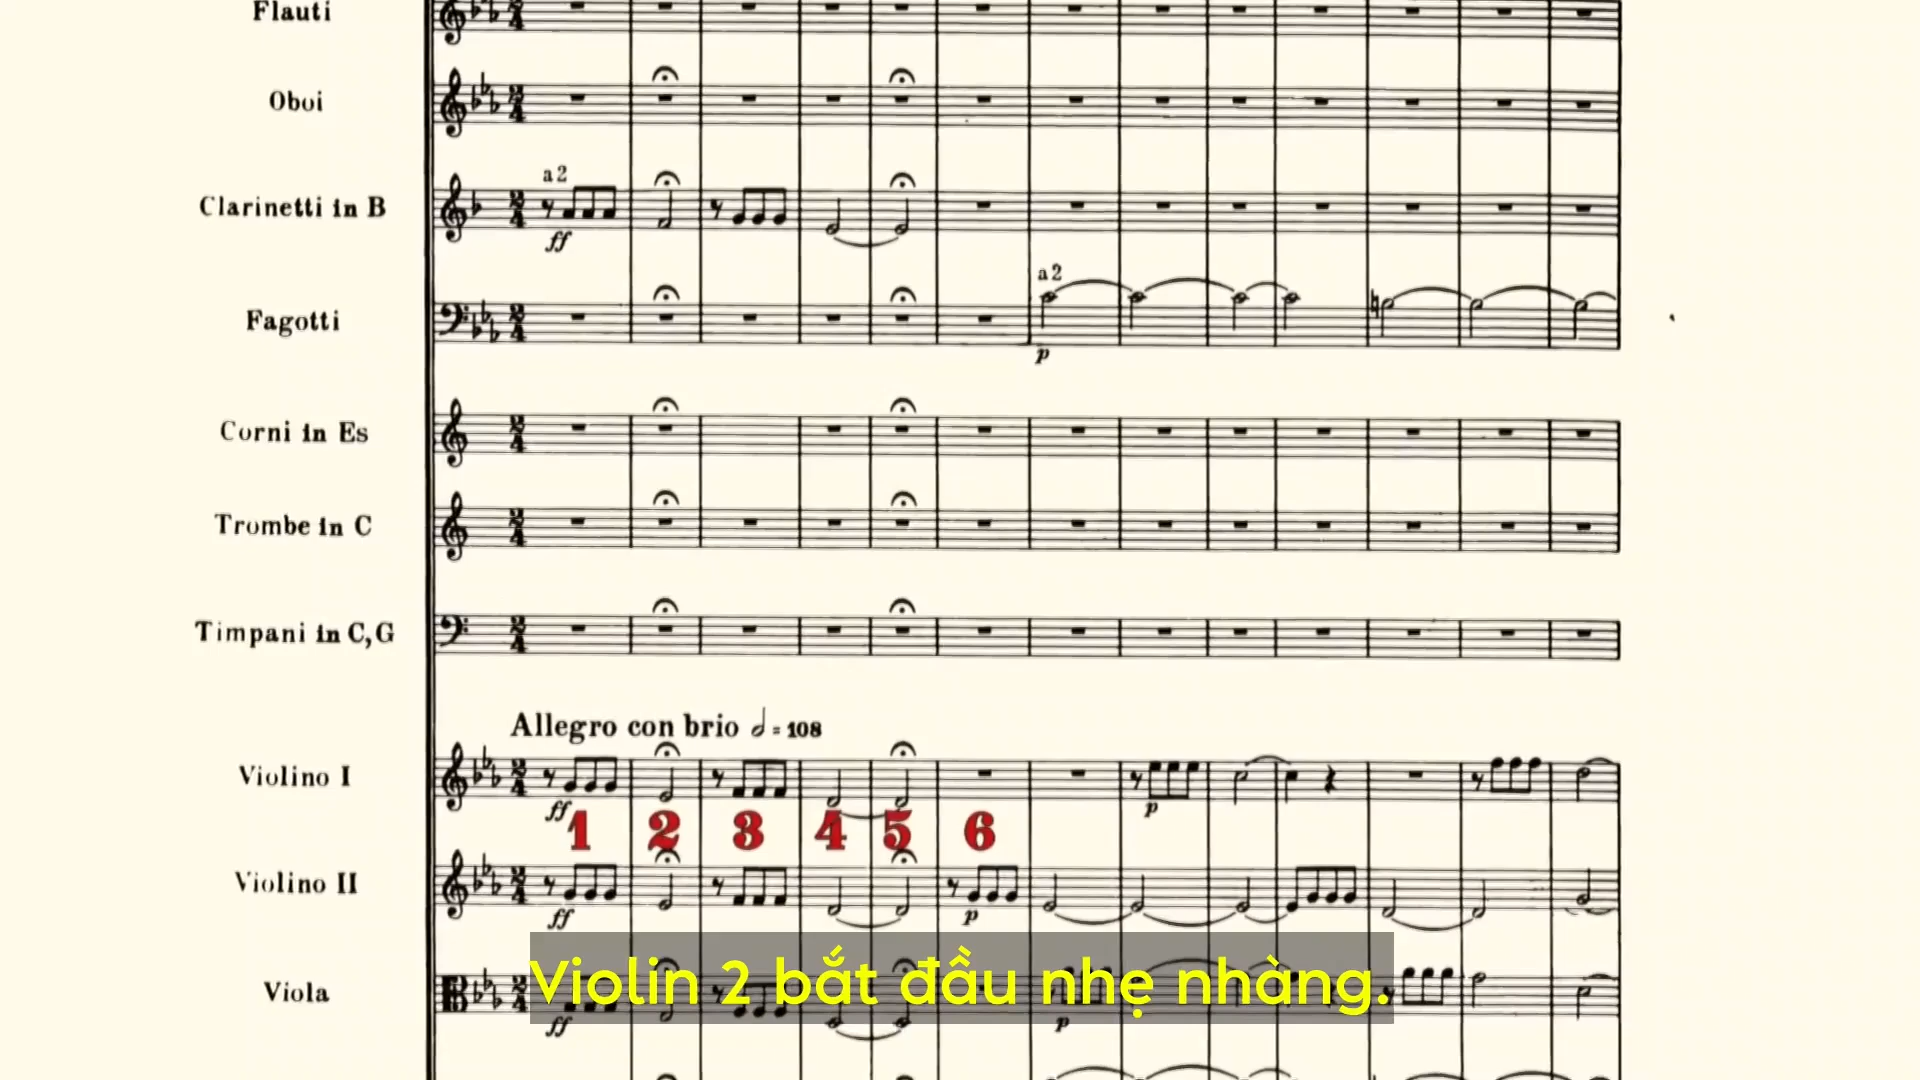 Flauti
Oboi
a 2
Clarinetti in B
ff
a 2
Fagotti
p
Corni in Es
Trombe in C
Timpani in C,G
Allegro con brio 𝅗𝅥 = 108
Violino I
ff
p
1 2 3 4 5 6
Violino II
ff
p
Violin 2 bắt đầu nhẹ nhàng.
Viola
ff
p